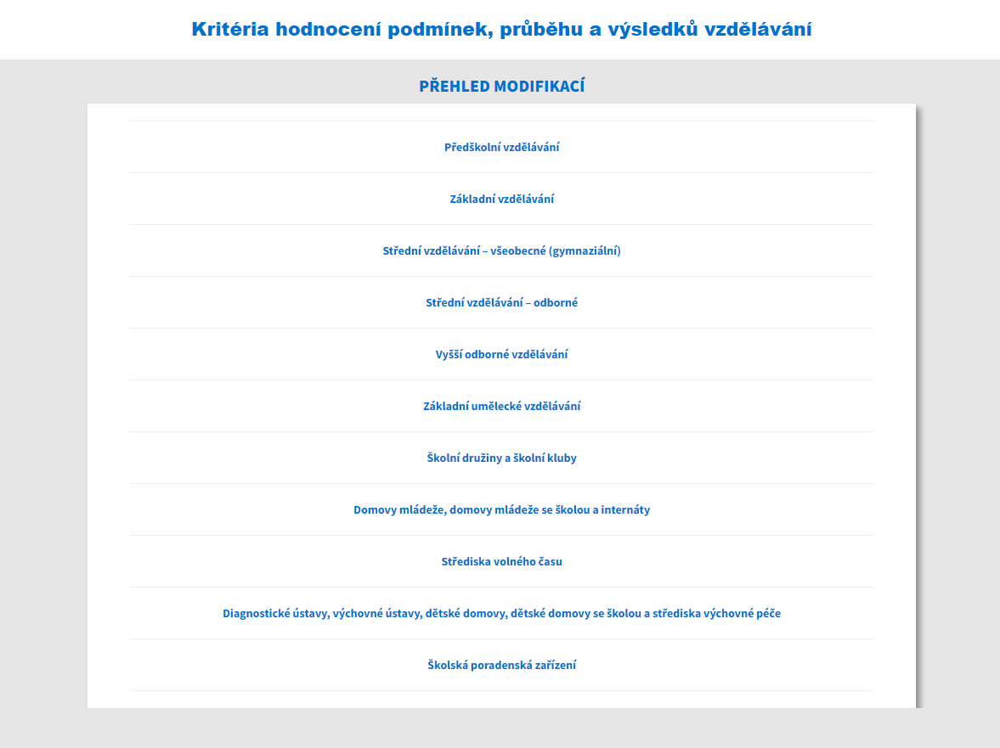 Kritéria hodnocení podmínek, průběhu a výsledků vzdělávání
PŘEHLED MODIFIKACÍ
Předškolní vzdělávání
Základní vzdělávání
Střední vzdělávání – všeobecné (gymnaziální)
Střední vzdělávání – odborné
Vyšší odborné vzdělávání
Základní umělecké vzdělávání
Školní družiny a školní kluby
Domovy mládeže, domovy mládeže se školou a internáty
Střediska volného času
Diagnostické ústavy, výchovné ústavy, dětské domovy, dětské domovy se školou a střediska výchovné péče
Školská poradenská zařízení